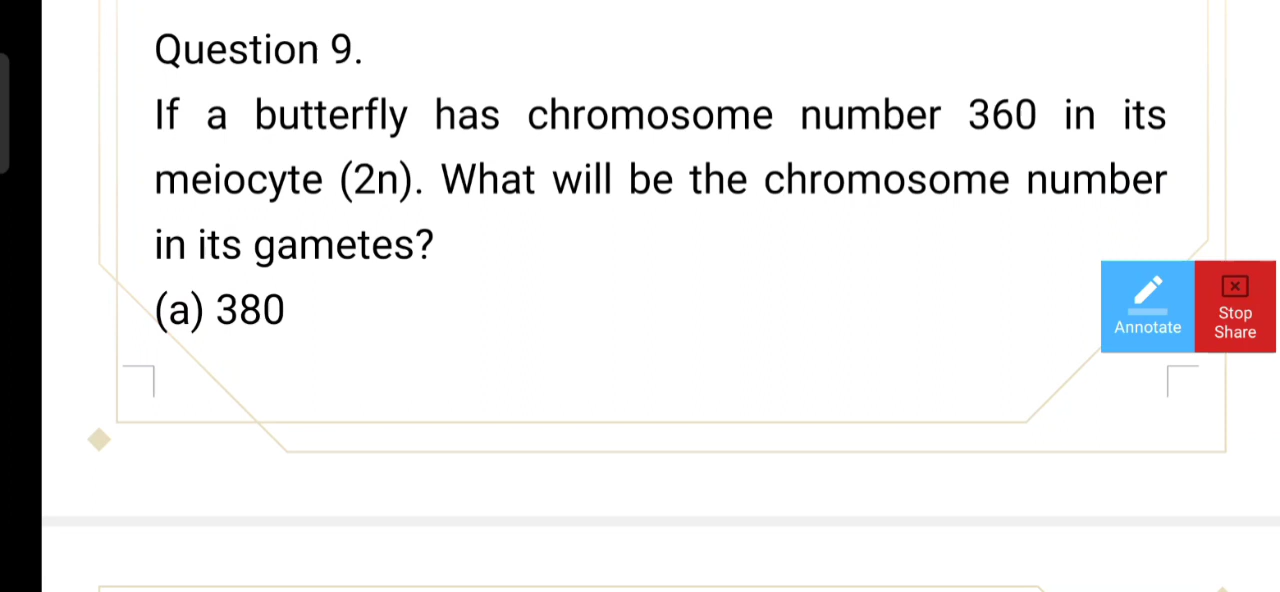 Question 9.
If a butterfly has chromosome number 360 in its
meiocyte (2n). What will be the chromosome number
in its gametes?
(a) 380
Annotate
Stop
Share